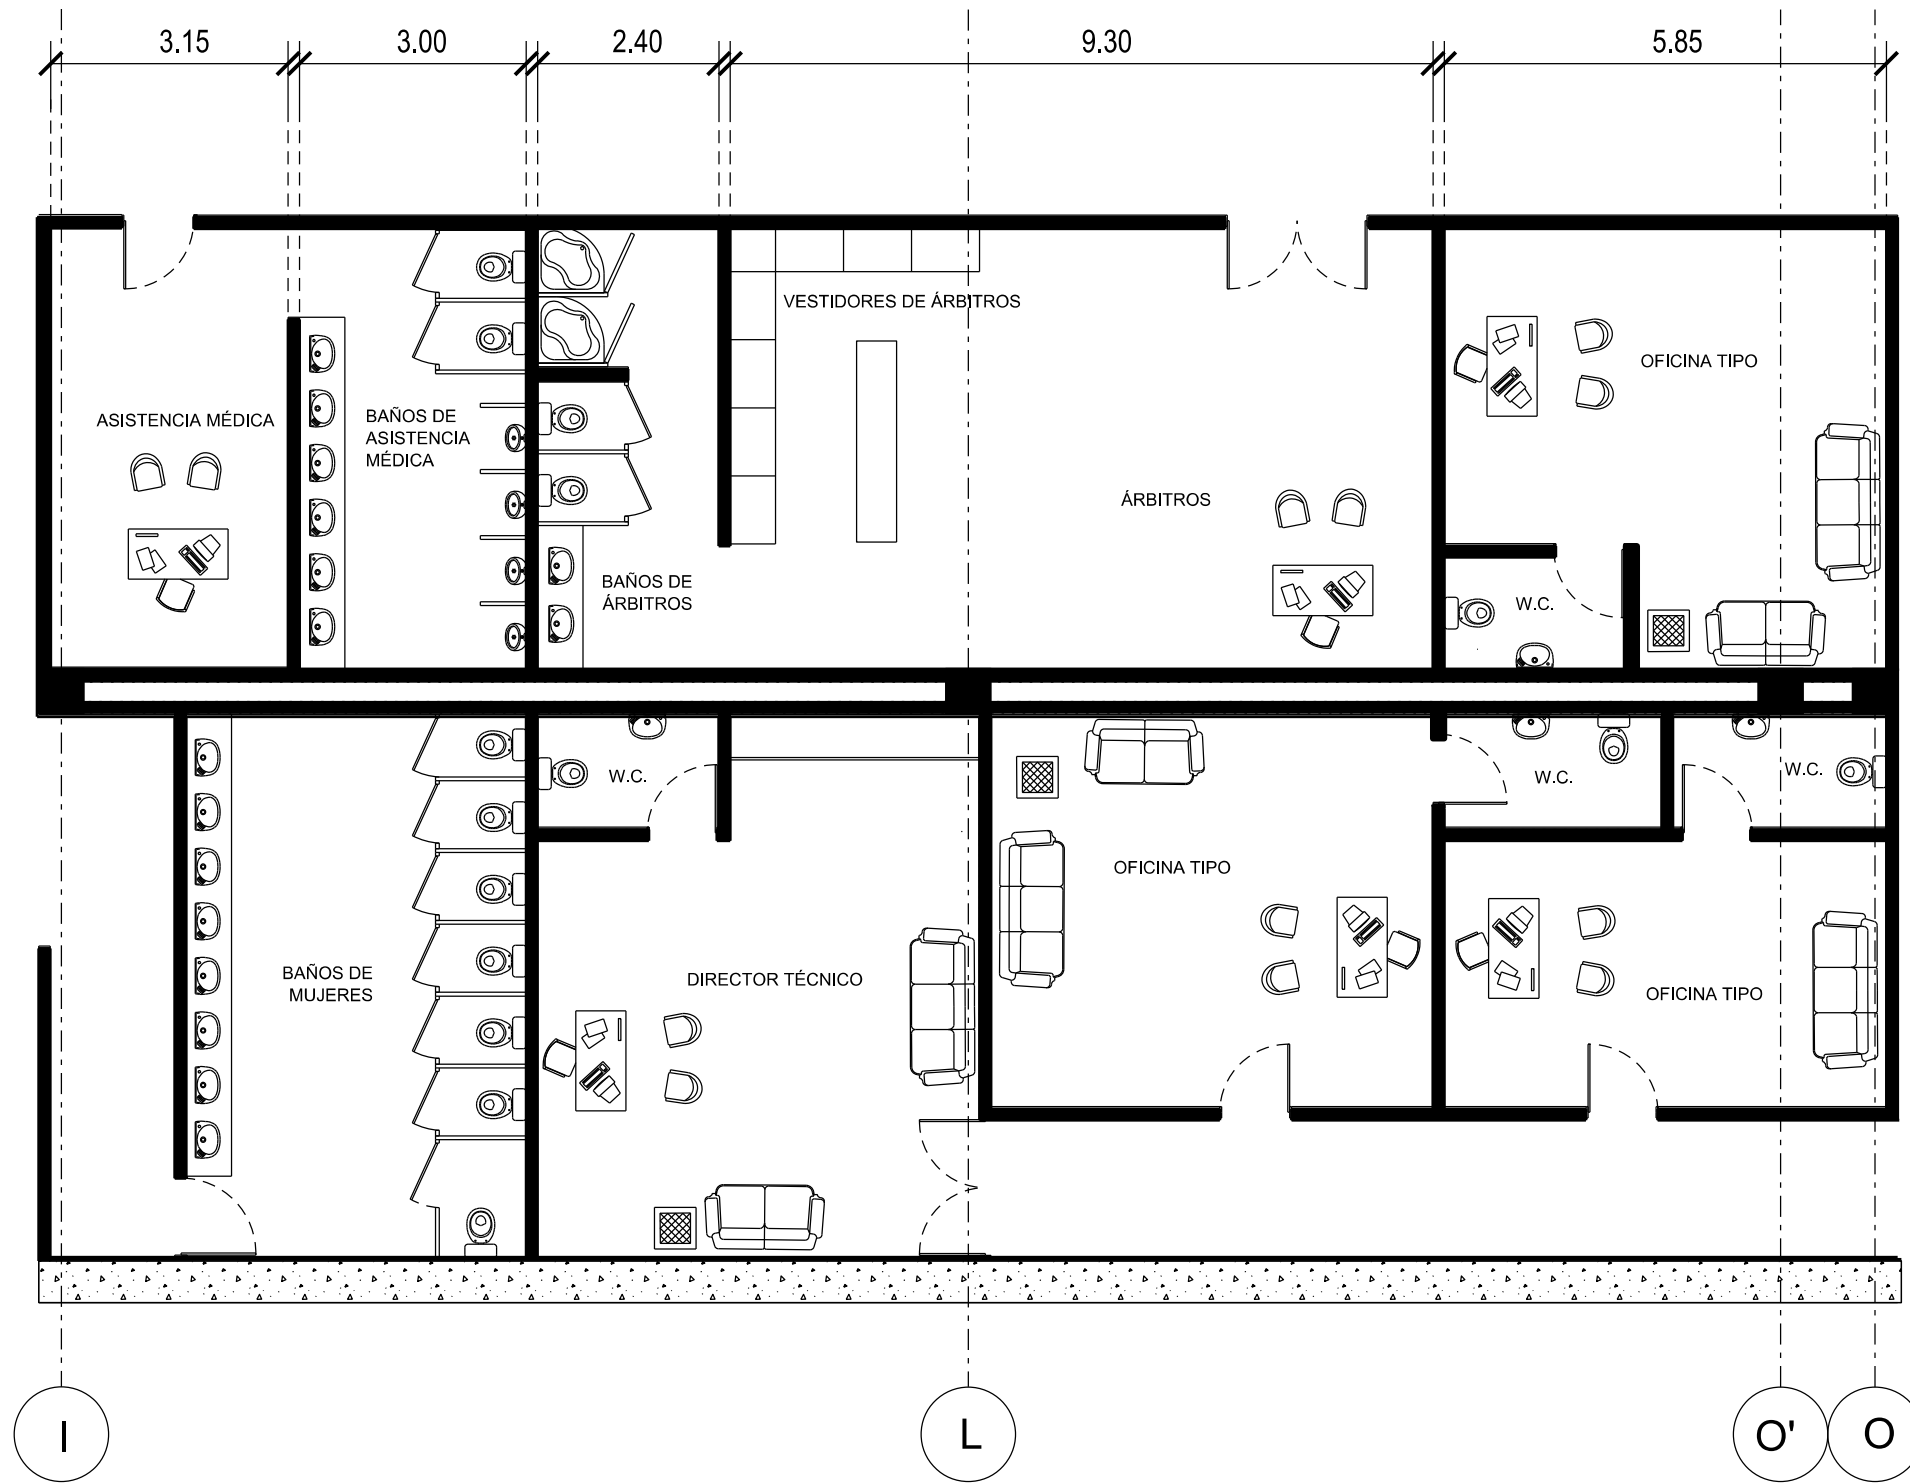 3.15
3.00
2.40
9.30
5.85
VESTIDORES DE ÁRBITROS
OFICINA TIPO
ASISTENCIA MÉDICA
BAÑOS DE
ASISTENCIA
MÉDICA
ÁRBITROS
BAÑOS DE
ÁRBITROS
W.C.
W.C.
W.C.
W.C.
OFICINA TIPO
BAÑOS DE
MUJERES
DIRECTOR TÉCNICO
OFICINA TIPO
I
L
O'
O